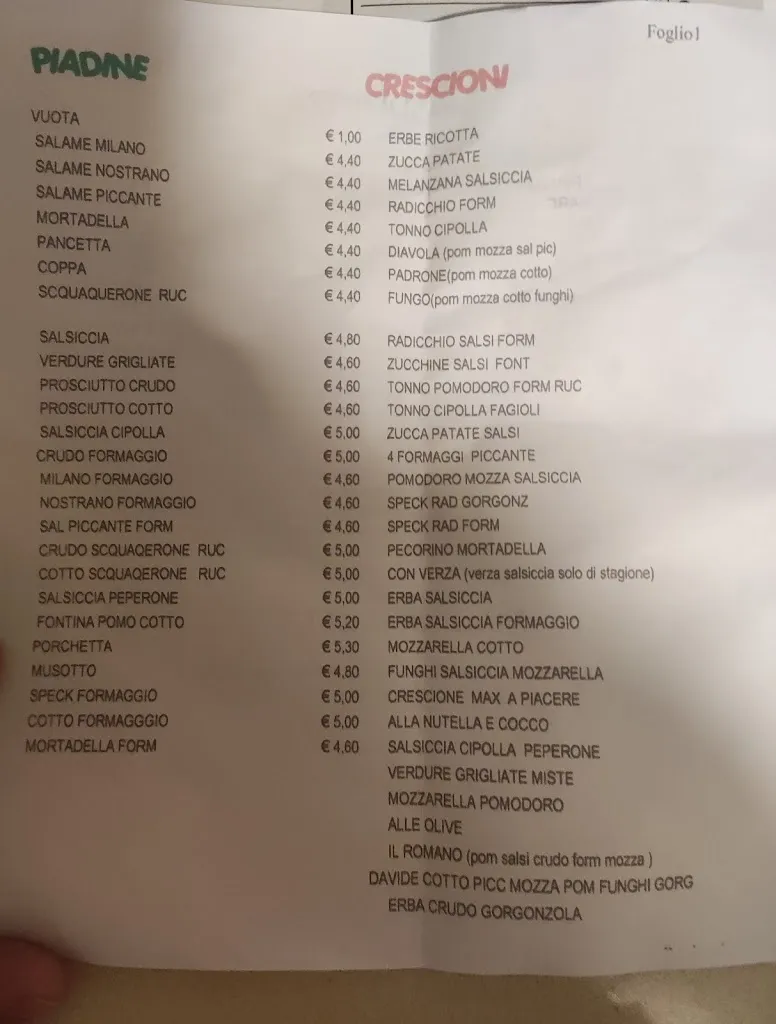 Foglio1
PIADINE
VUOTA € 1,00
SALAME MILANO € 4,40
SALAME NOSTRANO € 4,40
SALAME PICCANTE € 4,40
MORTADELLA € 4,40
PANCETTA € 4,40
COPPA € 4,40
SCQUAQUERONE RUC € 4,40
SALSICCIA € 4,80
VERDURE GRIGLIATE € 4,60
PROSCIUTTO CRUDO € 4,60
PROSCIUTTO COTTO € 4,60
SALSICCIA CIPOLLA € 5,00
CRUDO FORMAGGIO € 5,00
MILANO FORMAGGIO € 4,60
NOSTRANO FORMAGGIO € 4,60
SAL PICCANTE FORM € 4,60
CRUDO SCQUAQERONE RUC € 5,00
COTTO SCQUAQERONE RUC € 5,00
SALSICCIA PEPERONE € 5,00
FONTINA POMO COTTO € 5,20
PORCHETTA € 5,30
MUSOTTO € 4,80
SPECK FORMAGGIO € 5,00
COTTO FORMAGGGIO € 5,00
MORTADELLA FORM € 4,60
CRESCIONI
ERBE RICOTTA
ZUCCA PATATE
MELANZANA SALSICCIA
RADICCHIO FORM
TONNO CIPOLLA
DIAVOLA (pom mozza sal pic)
PADRONE(pom mozza cotto)
FUNGO(pom mozza cotto funghi)
RADICCHIO SALSI FORM
ZUCCHINE SALSI FONT
TONNO POMODORO FORM RUC
TONNO CIPOLLA FAGIOLI
ZUCCA PATATE SALSI
4 FORMAGGI PICCANTE
POMODORO MOZZA SALSICCIA
SPECK RAD GORGONZ
SPECK RAD FORM
PECORINO MORTADELLA
CON VERZA (verza salsiccia solo di stagione)
ERBA SALSICCIA
ERBA SALSICCIA FORMAGGIO
MOZZARELLA COTTO
FUNGHI SALSICCIA MOZZARELLA
CRESCIONE MAX A PIACERE
ALLA NUTELLA E COCCO
SALSICCIA CIPOLLA PEPERONE
VERDURE GRIGLIATE MISTE
MOZZARELLA POMODORO
ALLE OLIVE
IL ROMANO (pom salsi crudo form mozza )
DAVIDE COTTO PICC MOZZA POM FUNGHI GORG
ERBA CRUDO GORGONZOLA